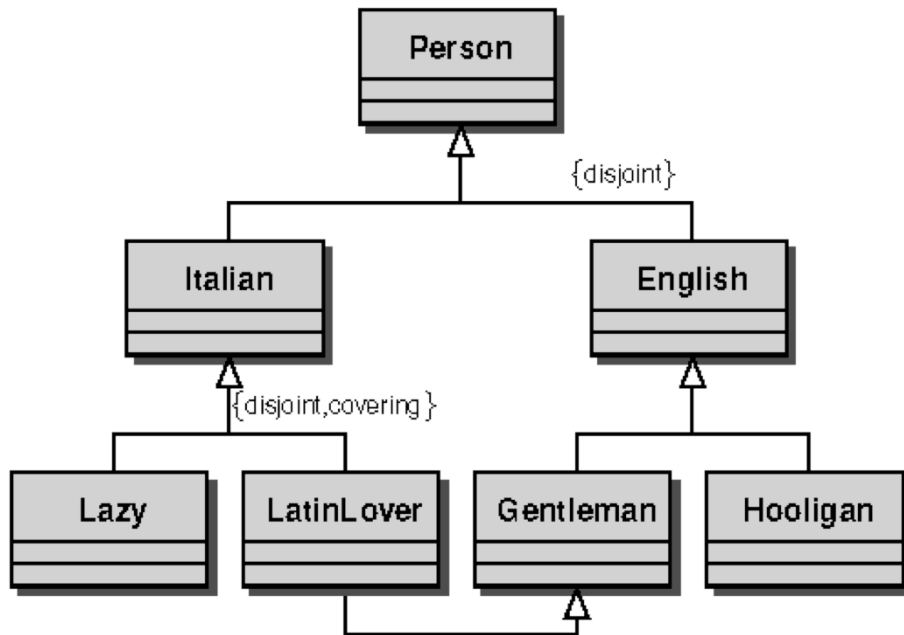 Person
{disjoint}
Italian
English
{disjoint,covering}
Lazy
LatinLover
Gentleman
Hooligan